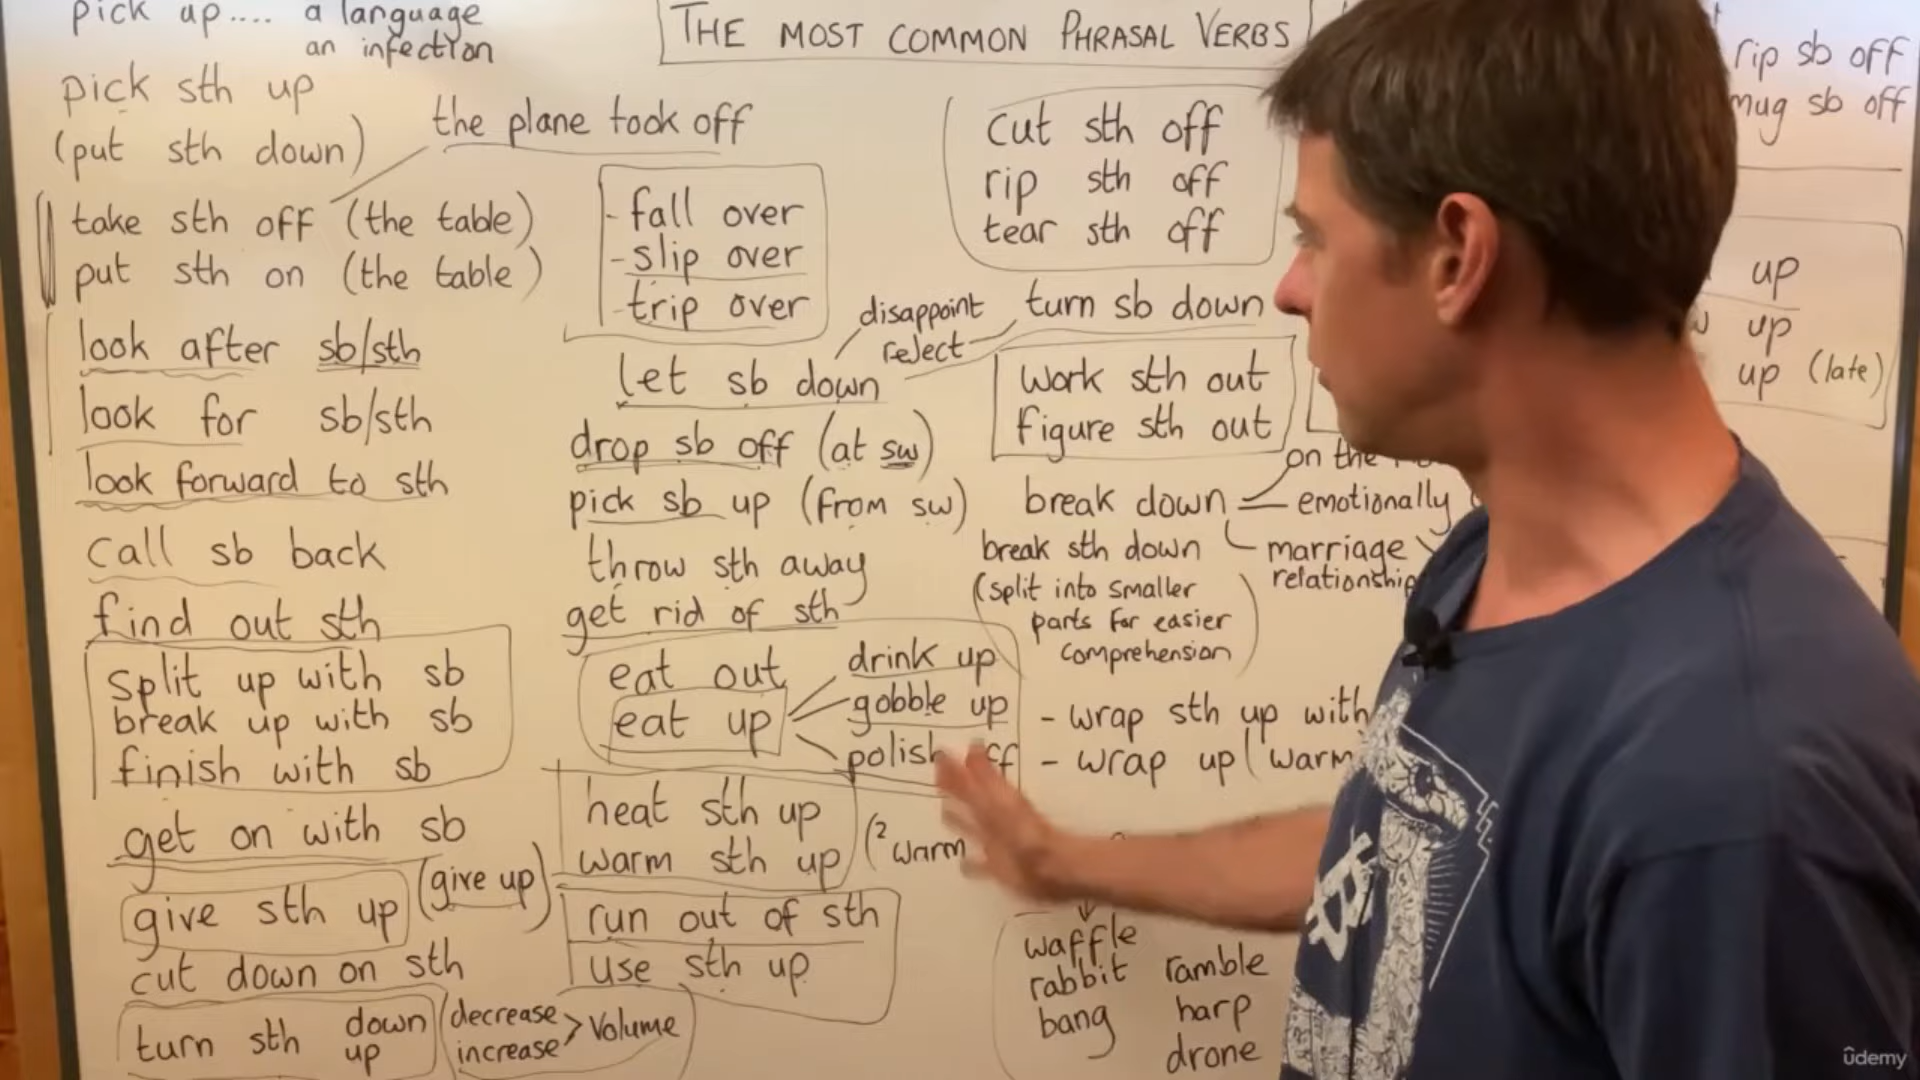 pick up.... a language
an infection
THE MOST COMMON PHRASAL VERBS
pick sth up
(put sth down)
the plane took off
take sth off (the table)
put sth on (the table)
look after sb/sth
look for sb/sth
look forward to sth
call sb back
find out sth
split up with sb
break up with sb
finish with sb
get on with sb
give sth up (give up)
cut down on sth
turn sth down
up
(decrease
increase > Volume
- fall over
- slip over
- trip over
disappoint
reject
let sb down
drop sb off (at sw)
pick sb up (from sw)
throw sth away
get rid of sth
eat out
eat up
drink up
gobble up
polish
heat sth up
warm sth up
(² warm
run out of sth
use sth up
cut sth off
rip sth off
tear sth off
turn sb down
work sth out
figure sth out
on the
break down
emotionally
marriage
relationship
break sth down
(split into smaller
parts for easier
comprehension)
- wrap sth up with
- wrap up (warm
waffle
rabbit
bang
ramble
harp
drone
rip sb off
mug sb off
up
up
up (late)
ûdemy